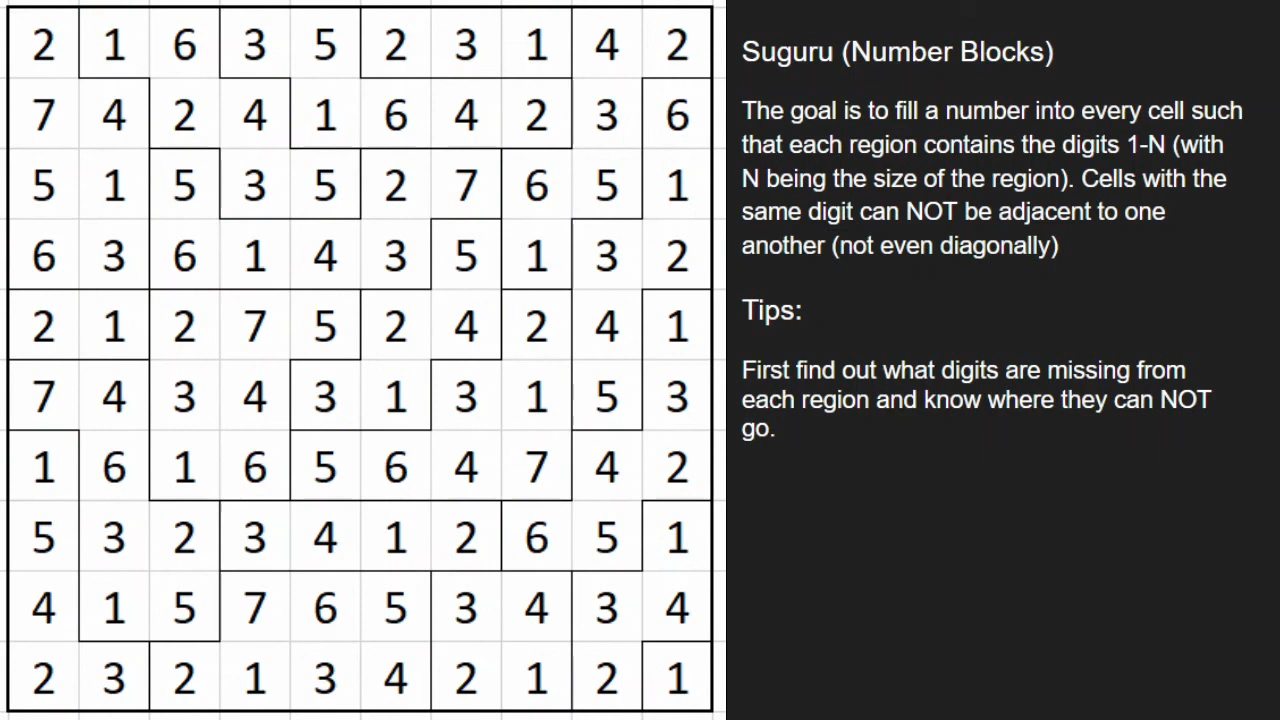 2 1 6 3 5 2 3 1 4 2
7 4 2 4 1 6 4 2 3 6
5 1 5 3 5 2 7 6 5 1
6 3 6 1 4 3 5 1 3 2
2 1 2 7 5 2 4 2 4 1
7 4 3 4 3 1 3 1 5 3
1 6 1 6 5 6 4 7 4 2
5 3 2 3 4 1 2 6 5 1
4 1 5 7 6 5 3 4 3 4
2 3 2 1 3 4 2 1 2 1
Suguru (Number Blocks)
The goal is to fill a number into every cell such
that each region contains the digits 1-N (with
N being the size of the region). Cells with the
same digit can NOT be adjacent to one
another (not even diagonally)
Tips:
First find out what digits are missing from
each region and know where they can NOT
go.